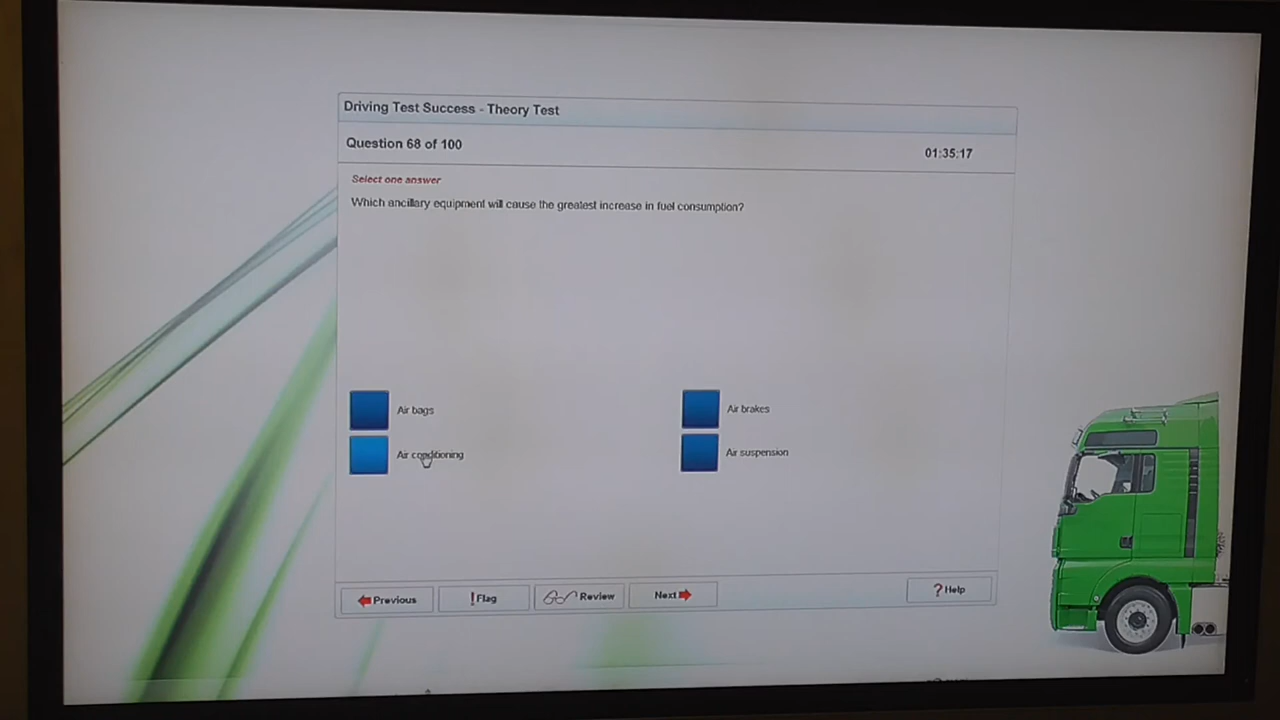 Driving Test Success - Theory Test
Question 68 of 100
01:35:17
Select one answer
Which ancillary equipment will cause the greatest increase in fuel consumption?
Air bags
Air brakes
Air conditioning
Air suspension
Previous
!Flag
Review
Next
? Help